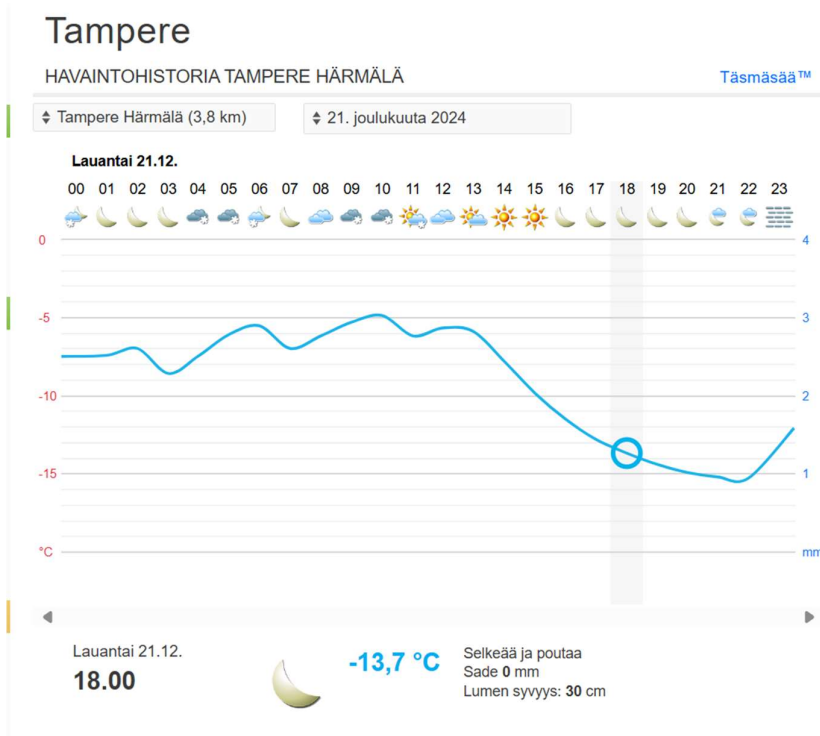 Tampere
HAVAINTOHISTORIA TAMPERE HÄRMÄLÄ
Täsmäsää™
Tampere Härmälä (3,8 km)
21. joulukuuta 2024
Lauantai 21.12.
00 01 02 03 04 05 06 07 08 09 10 11 12 13 14 15 16 17 18 19 20 21 22 23
0 4
-5 3
-10 2
-15 1
°C mm
Lauantai 21.12.
18.00
-13,7 °C
Selkeää ja poutaa
Sade 0 mm
Lumen syvyys: 30 cm